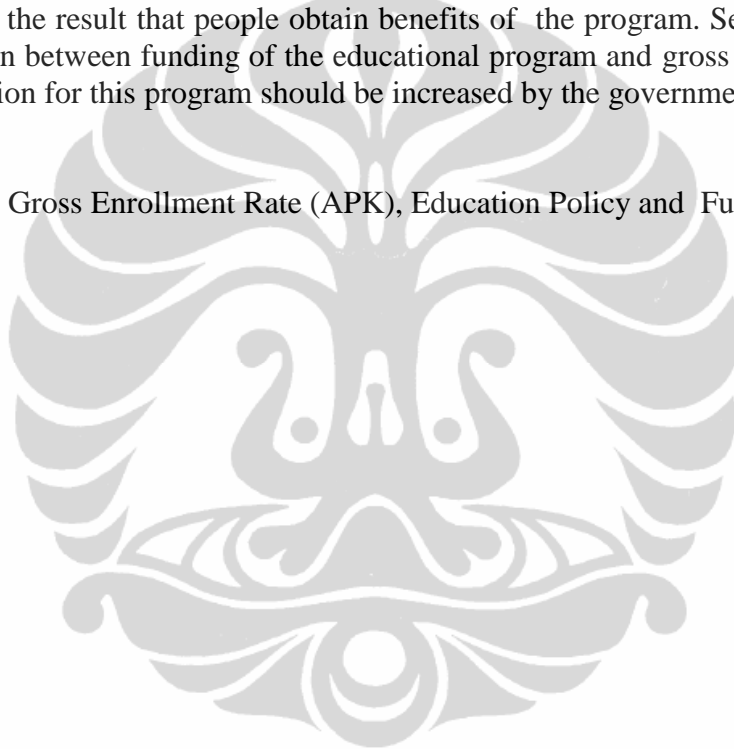 the result that people obtain benefits of the program. Se
n between funding of the educational program and gross
ion for this program should be increased by the governme
Gross Enrollment Rate (APK), Education Policy and Fu